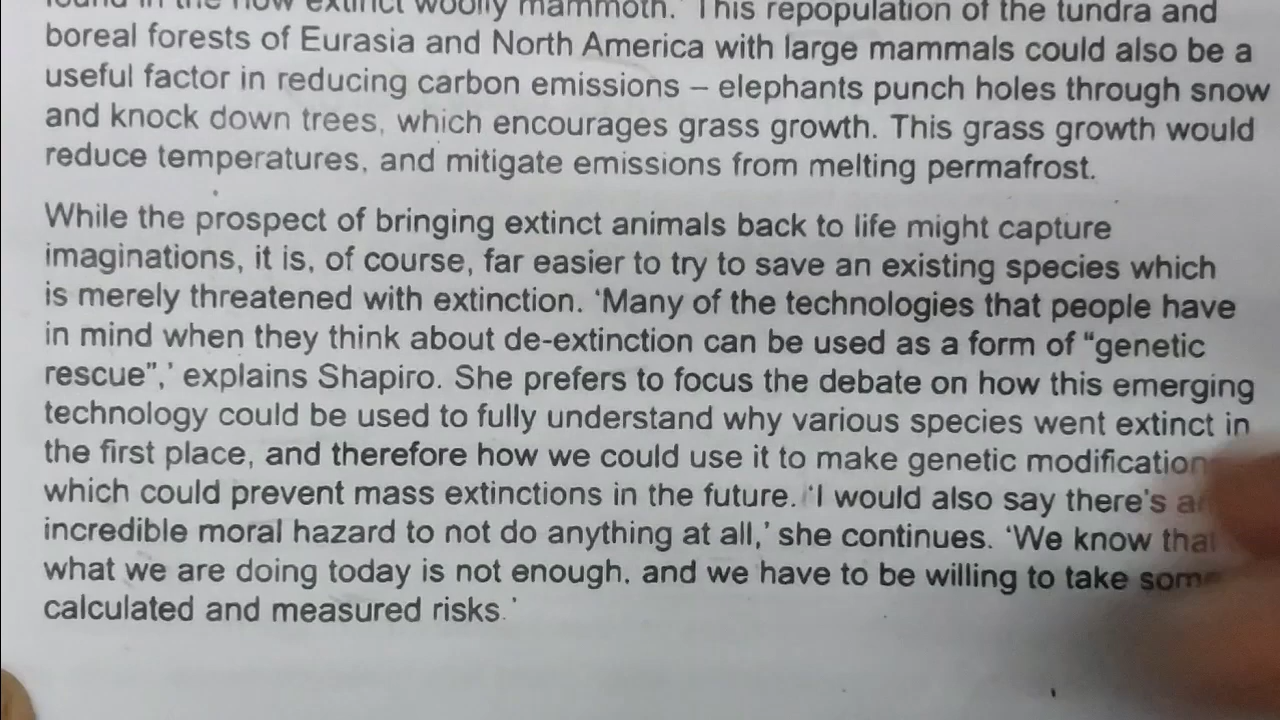 found in the now extinct woolly mammoth.' This repopulation of the tundra and
boreal forests of Eurasia and North America with large mammals could also be a
useful factor in reducing carbon emissions – elephants punch holes through snow
and knock down trees, which encourages grass growth. This grass growth would
reduce temperatures, and mitigate emissions from melting permafrost.
While the prospect of bringing extinct animals back to life might capture
imaginations, it is, of course, far easier to try to save an existing species which
is merely threatened with extinction. ‘Many of the technologies that people have
in mind when they think about de-extinction can be used as a form of “genetic
rescue”,’ explains Shapiro. She prefers to focus the debate on how this emerging
technology could be used to fully understand why various species went extinct in
the first place, and therefore how we could use it to make genetic modification
which could prevent mass extinctions in the future. ‘I would also say there's
incredible moral hazard to not do anything at all,’ she continues. ‘We know that
what we are doing today is not enough, and we have to be willing to take some
calculated and measured risks.’